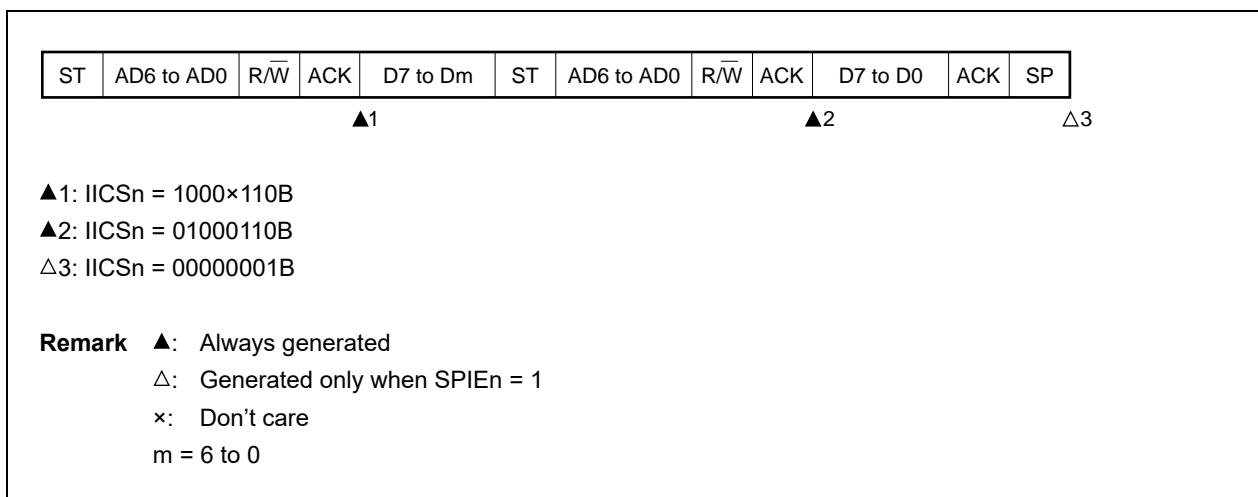 ST AD6 to AD0 R/W̅ ACK D7 to Dm ST AD6 to AD0 R/W̅ ACK D7 to D0 ACK SP
▲1 ▲2 △3
▲1: IICSn = 1000×110B
▲2: IICSn = 01000110B
△3: IICSn = 00000001B
Remark ▲: Always generated
△: Generated only when SPIEn = 1
×: Don’t care
m = 6 to 0